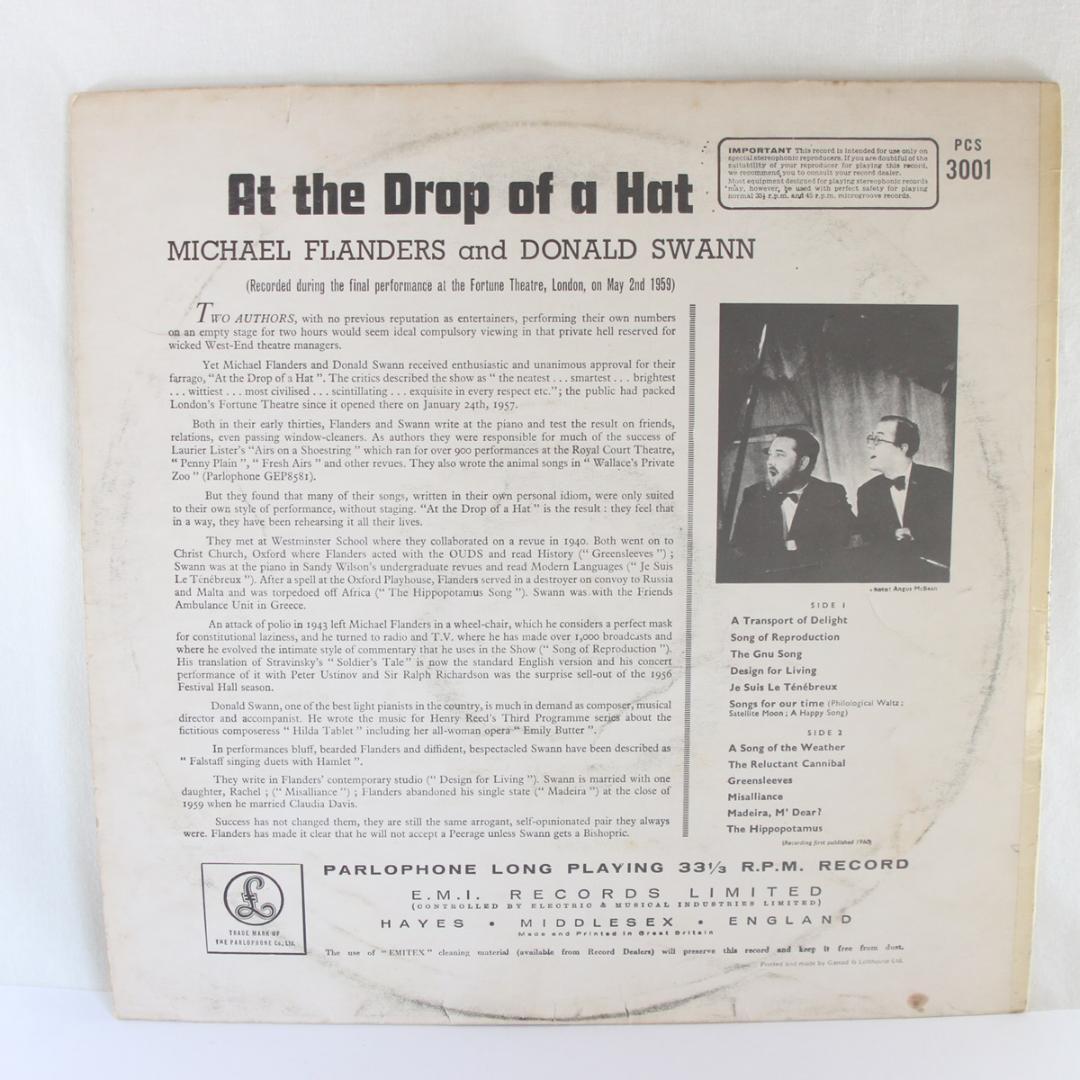 IMPORTANT This record is intended for use only on
special stereophonic reproducers. If you are doubtful of the
suitability of your reproducer for playing this record,
we recommend you to consult your record dealer.
Most equipment designed for playing stereophonic records
may, however, be used with perfect safety for playing
normal 33⅓ r.p.m. and 45 r.p.m. microgroove records.
PCS
3001
At the Drop of a Hat
MICHAEL FLANDERS and DONALD SWANN
(Recorded during the final performance at the Fortune Theatre, London, on May 2nd 1959)
TWO AUTHORS, with no previous reputation as entertainers, performing their own numbers
on an empty stage for two hours would seem ideal compulsory viewing in that private hell reserved for
wicked West-End theatre managers.
Yet Michael Flanders and Donald Swann received enthusiastic and unanimous approval for their
farrago, "At the Drop of a Hat". The critics described the show as "the neatest . . . smartest . . . brightest
. . . wittiest . . . most civilised . . . scintillating . . . exquisite in every respect etc."; the public had packed
London's Fortune Theatre since it opened there on January 24th, 1957.
Both in their early thirties, Flanders and Swann write at the piano and test the result on friends,
relations, even passing window-cleaners. As authors they were responsible for much of the success of
Laurier Lister's "Airs on a Shoestring" which ran for over 900 performances at the Royal Court Theatre,
"Penny Plain", "Fresh Airs" and other revues. They also wrote the animal songs in "Wallace's Private
Zoo" (Parlophone GEP8581).
But they found that many of their songs, written in their own personal idiom, were only suited
to their own style of performance, without staging. "At the Drop of a Hat" is the result : they feel that
in a way, they have been rehearsing it all their lives.
They met at Westminster School where they collaborated on a revue in 1940. Both went on to
Christ Church, Oxford where Flanders acted with the OUDS and read History ("Greensleeves") ;
Swann was at the piano in Sandy Wilson's undergraduate revues and read Modern Languages ("Je Suis
Le Ténébreux"). After a spell at the Oxford Playhouse, Flanders served in a destroyer on convoy to Russia
and Malta and was torpedoed off Africa ("The Hippopotamus Song"). Swann was with the Friends
Ambulance Unit in Greece.
An attack of polio in 1943 left Michael Flanders in a wheel-chair, which he considers a perfect mask
for constitutional laziness, and he turned to radio and T.V. where he has made over 1,000 broadcasts and
where he evolved the intimate style of commentary that he uses in the Show ("Song of Reproduction").
His translation of Stravinsky's "Soldier's Tale" is now the standard English version and his concert
performance of it with Peter Ustinov and Sir Ralph Richardson was the surprise sell-out of the 1956
Festival Hall season.
Donald Swann, one of the best light pianists in the country, is much in demand as composer, musical
director and accompanist. He wrote the music for Henry Reed's Third Programme series about the
fictitious composeress "Hilda Tablet" including her all-woman opera "Emily Butter".
In performances bluff, bearded Flanders and diffident, bespectacled Swann have been described as
"Falstaff singing duets with Hamlet".
They write in Flanders' contemporary studio ("Design for Living"). Swann is married with one
daughter, Rachel ; ("Misalliance") ; Flanders abandoned his single state ("Madeira") at the close of
1959 when he married Claudia Davis.
Success has not changed them, they are still the same arrogant, self-opinionated pair they always
were. Flanders has made it clear that he will not accept a Peerage unless Swann gets a Bishopric.
Angus McBean
SIDE 1
A Transport of Delight
Song of Reproduction
The Gnu Song
Design for Living
Je Suis Le Ténébreux
Songs for our time (Philological Waltz ;
Satellite Moon ; A Happy Song)
SIDE 2
A Song of the Weather
The Reluctant Cannibal
Greensleeves
Misalliance
Madeira, M' Dear?
The Hippopotamus
(Recording first published 1960)
£
TRADE MARK OF
THE PARLOPHONE Co., LTD.
PARLOPHONE LONG PLAYING 33⅓ R.P.M. RECORD
E.M.I. RECORDS LIMITED
(CONTROLLED BY ELECTRIC & MUSICAL INDUSTRIES LIMITED)
HAYES • MIDDLESEX • ENGLAND
Made and Printed in Great Britain
The use of "EMITEX" cleaning material (available from Record Dealers) will preserve this record and keep it free from dust.
Printed and made by Garrod & Lofthouse Ltd.